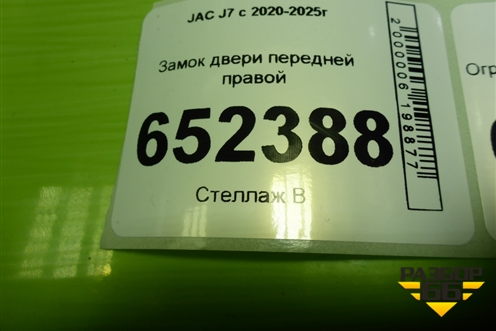 JAC J7 с 2020-2025г
Замок двери передней
правой
652388
Стеллаж В
2000006198877
Огр
РАЗБОР
66